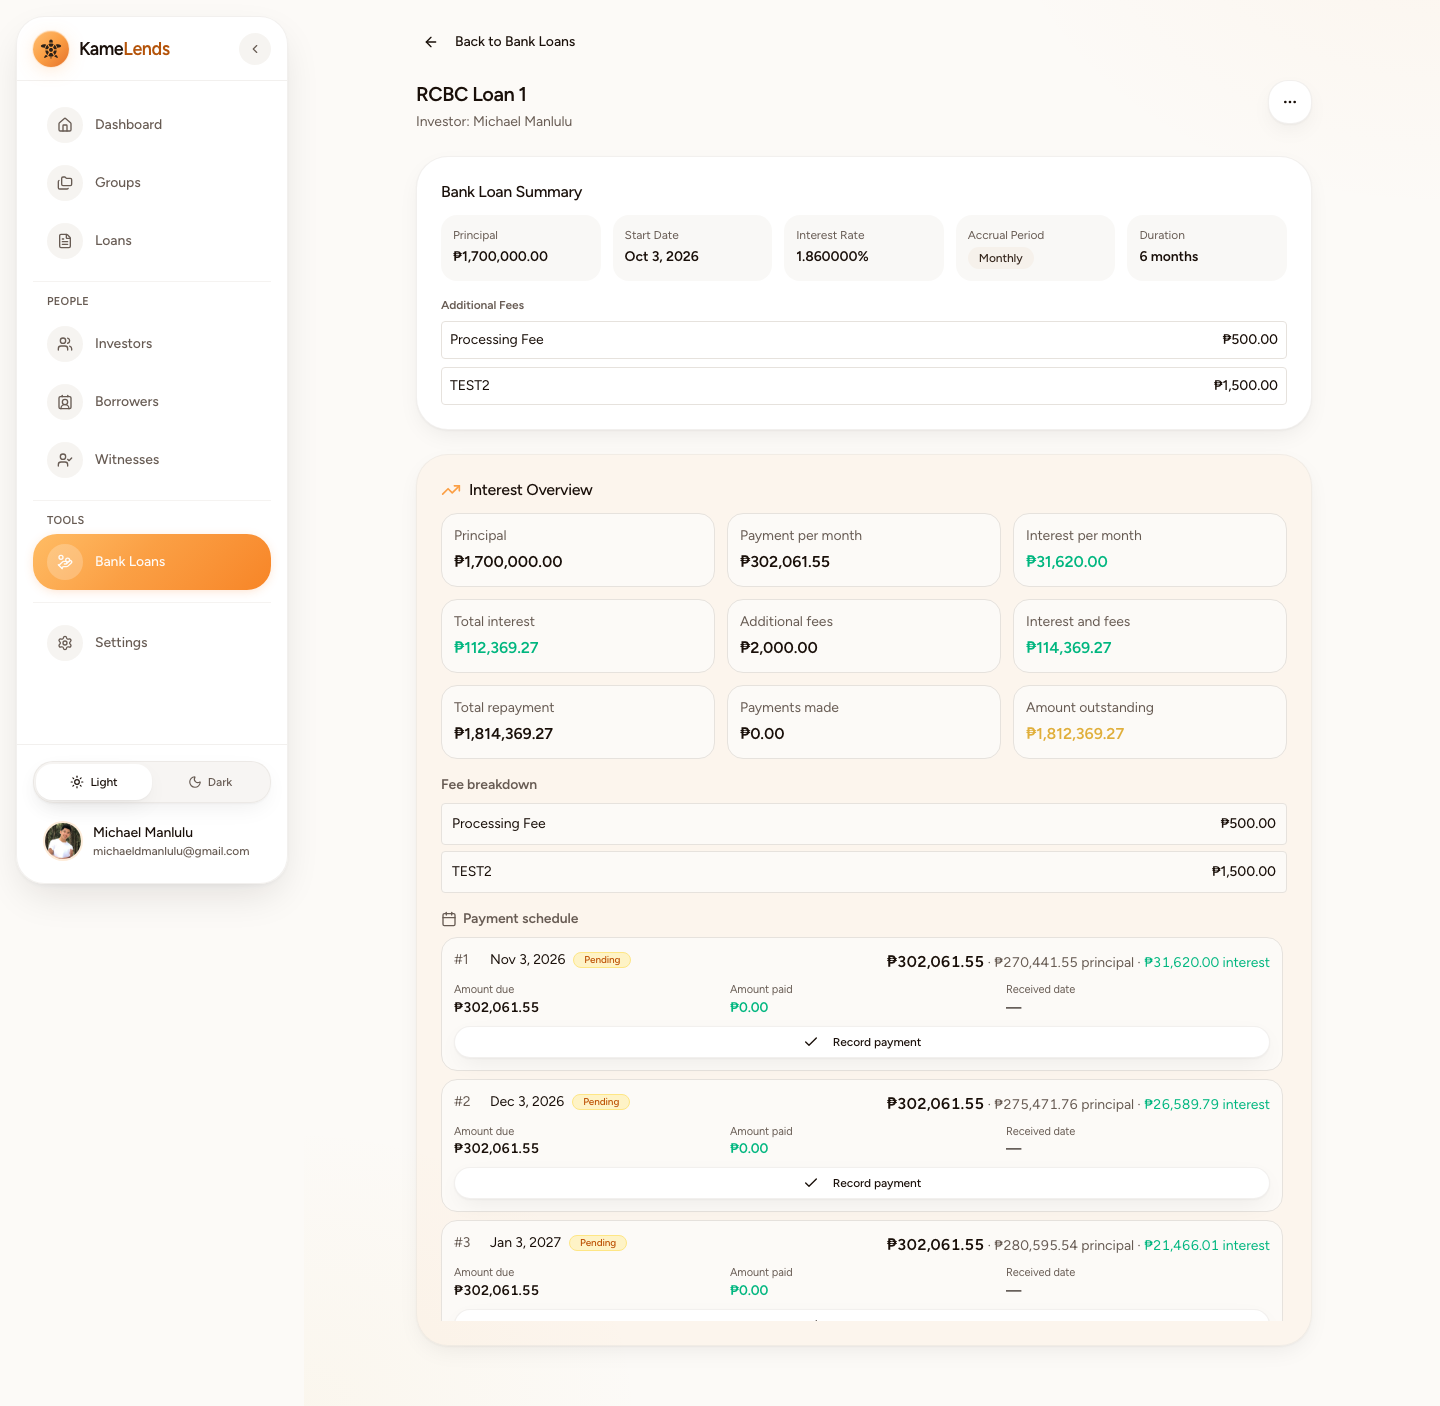 KameLends
Dashboard
Groups
Loans
PEOPLE
Investors
Borrowers
Witnesses
TOOLS
Bank Loans
Settings
Light
Dark
Michael Manlulu
michaeldmanlulu@gmail.com
Back to Bank Loans
RCBC Loan 1
Investor: Michael Manlulu
Bank Loan Summary
Principal
₱1,700,000.00
Start Date
Oct 3, 2026
Interest Rate
1.860000%
Accrual Period
Monthly
Duration
6 months
Additional Fees
Processing Fee ₱500.00
TEST2 ₱1,500.00
Interest Overview
Principal
₱1,700,000.00
Payment per month
₱302,061.55
Interest per month
₱31,620.00
Total interest
₱112,369.27
Additional fees
₱2,000.00
Interest and fees
₱114,369.27
Total repayment
₱1,814,369.27
Payments made
₱0.00
Amount outstanding
₱1,812,369.27
Fee breakdown
Processing Fee ₱500.00
TEST2 ₱1,500.00
Payment schedule
#1 Nov 3, 2026 Pending ₱302,061.55 · ₱270,441.55 principal · ₱31,620.00 interest
Amount due
₱302,061.55
Amount paid
₱0.00
Received date
—
Record payment
#2 Dec 3, 2026 Pending ₱302,061.55 · ₱275,471.76 principal · ₱26,589.79 interest
Amount due
₱302,061.55
Amount paid
₱0.00
Received date
—
Record payment
#3 Jan 3, 2027 Pending ₱302,061.55 · ₱280,595.54 principal · ₱21,466.01 interest
Amount due
₱302,061.55
Amount paid
₱0.00
Received date
—